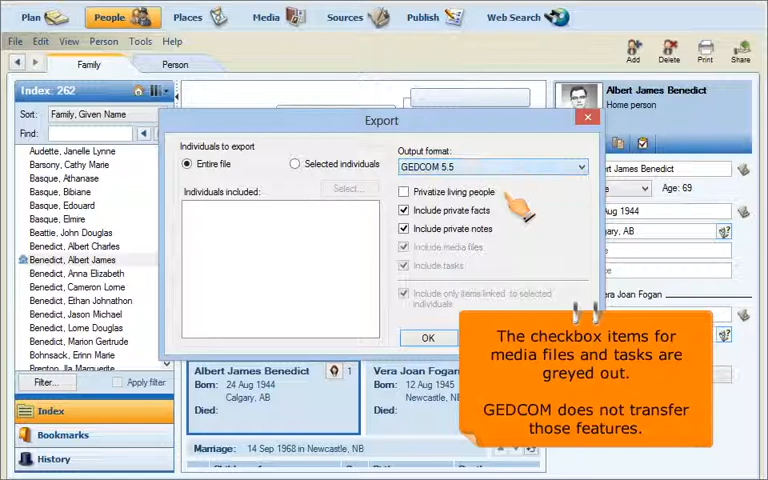 Plan People Places Media Sources Publish Web Search
File Edit View Person Tools Help
Family Person
Add Delete Print Share
Index: 262
Sort: Family, Given Name
Find:
Audette, Janelle Lynne
Barsony, Cathy Marie
Basque, Athanase
Basque, Bibiane
Basque, Edouard
Basque, Elmire
Beattie, John Douglas
Benedict, Albert Charles
Benedict, Albert James
Benedict, Anna Elizabeth
Benedict, Cameron Lorne
Benedict, Ethan Johnathon
Benedict, Jason Michael
Benedict, Lorne Douglas
Benedict, Marion Gertrude
Bohnsack, Erinn Marie
Filter... Apply filter
Index
Bookmarks
History
Export
Individuals to export
Entire file Selected individuals
Individuals included: Select...
Output format:
GEDCOM 5.5
Privatize living people
Include private facts
Include private notes
Include media files
Include tasks
Include only items linked to selected
individuals
OK
Albert James Benedict
Home person
ert James Benedict
Age: 69
Aug 1944
gary, AB
era Joan Fogan
The checkbox items for
media files and tasks are
greyed out.
GEDCOM does not transfer
those features.
Albert James Benedict 1
Born: 24 Aug 1944
Calgary, AB
Died:
Vera Joan Fogan
Born: 12 Aug 1945
Newcastle, NB
Died:
Marriage: 14 Sep 1968 in Newcastle, NB